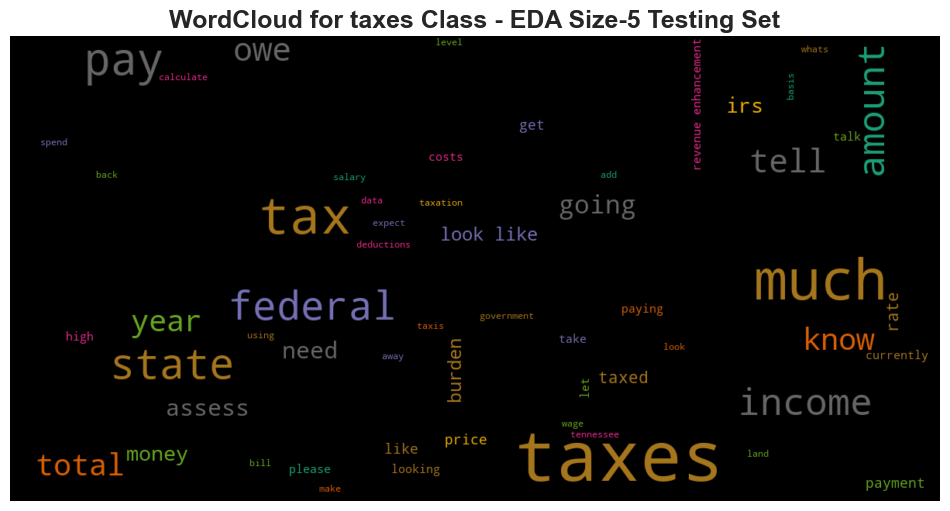 WordCloud for taxes Class - EDA Size-5 Testing Set
level
whats
pay
owe
calculate
revenue enhancement
basis
amount
irs
get
talk
spend
costs
tell
back
salary
add
data
taxation
going
tax
expect
look like
deductions
much
federal
rate
year
government
paying
taxis
know
high
using
need
away
burden
take
look
currently
state
taxed
let
assess
income
wage
tennessee
price
taxes
like
money
land
total
bill
please
looking
payment
make